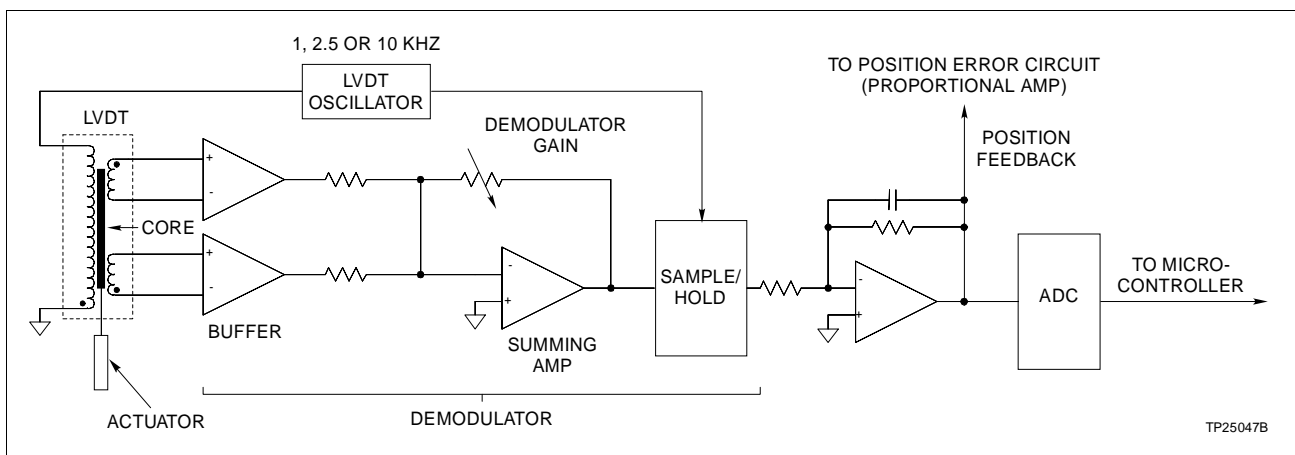 1, 2.5 OR 10 KHZ
LVDT
OSCILLATOR
TO POSITION ERROR CIRCUIT
(PROPORTIONAL AMP)
LVDT
DEMODULATOR
GAIN
POSITION
FEEDBACK
+
-
CORE
+
-
BUFFER
-
+
SUMMING
AMP
SAMPLE/
HOLD
-
+
ADC
TO MICRO-
CONTROLLER
ACTUATOR
DEMODULATOR
TP25047B